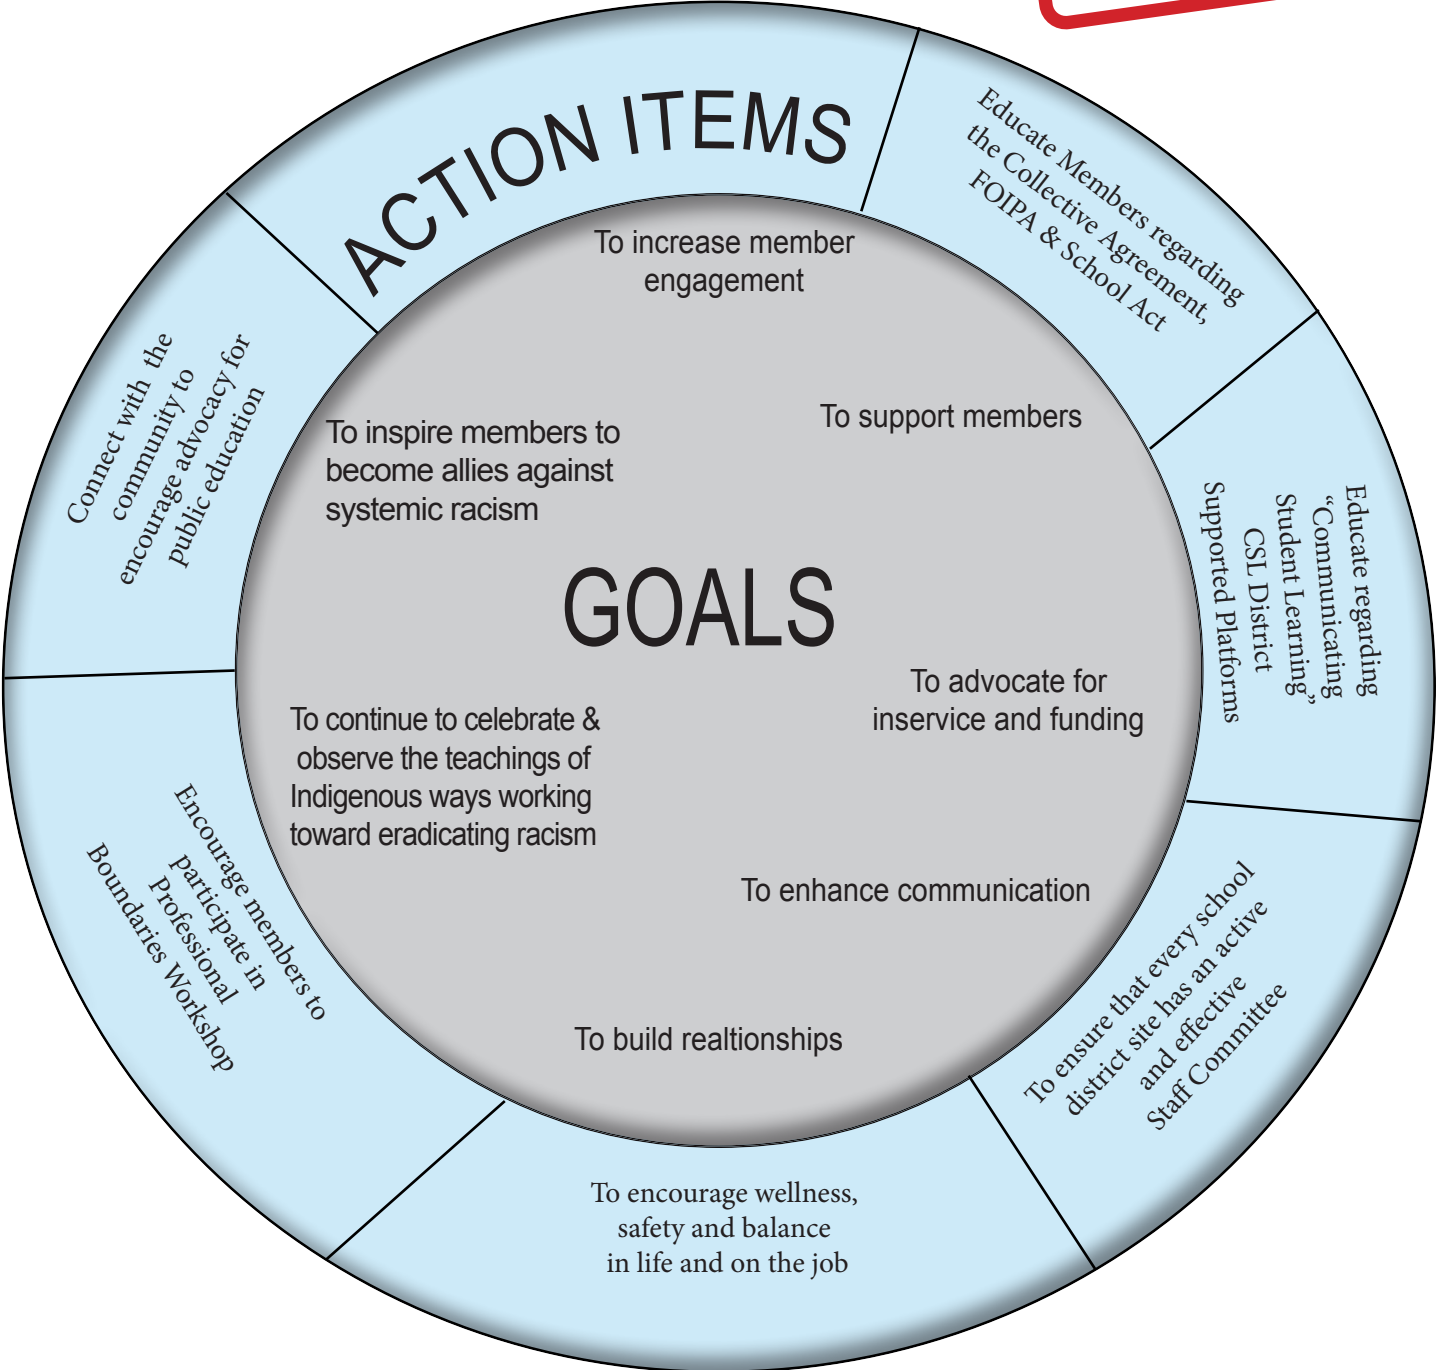 ACTION ITEMS
Educate Members regarding
the Collective Agreement,
FOIPA & School Act
Educate regarding
“Communicating
Student Learning”
CSL District
Supported Platforms
To ensure that every school
district site has an active
and effective
Staff Committee
To encourage wellness,
safety and balance
in life and on the job
Encourage members to
participate in
Professional
Boundaries Workshop
Connect with the
community to
encourage advocacy for
public education
To increase member
engagement
To support members
To inspire members to
become allies against
systemic racism
GOALS
To advocate for
inservice and funding
To continue to celebrate &
observe the teachings of
Indigenous ways working
toward eradicating racism
To enhance communication
To build realtionships